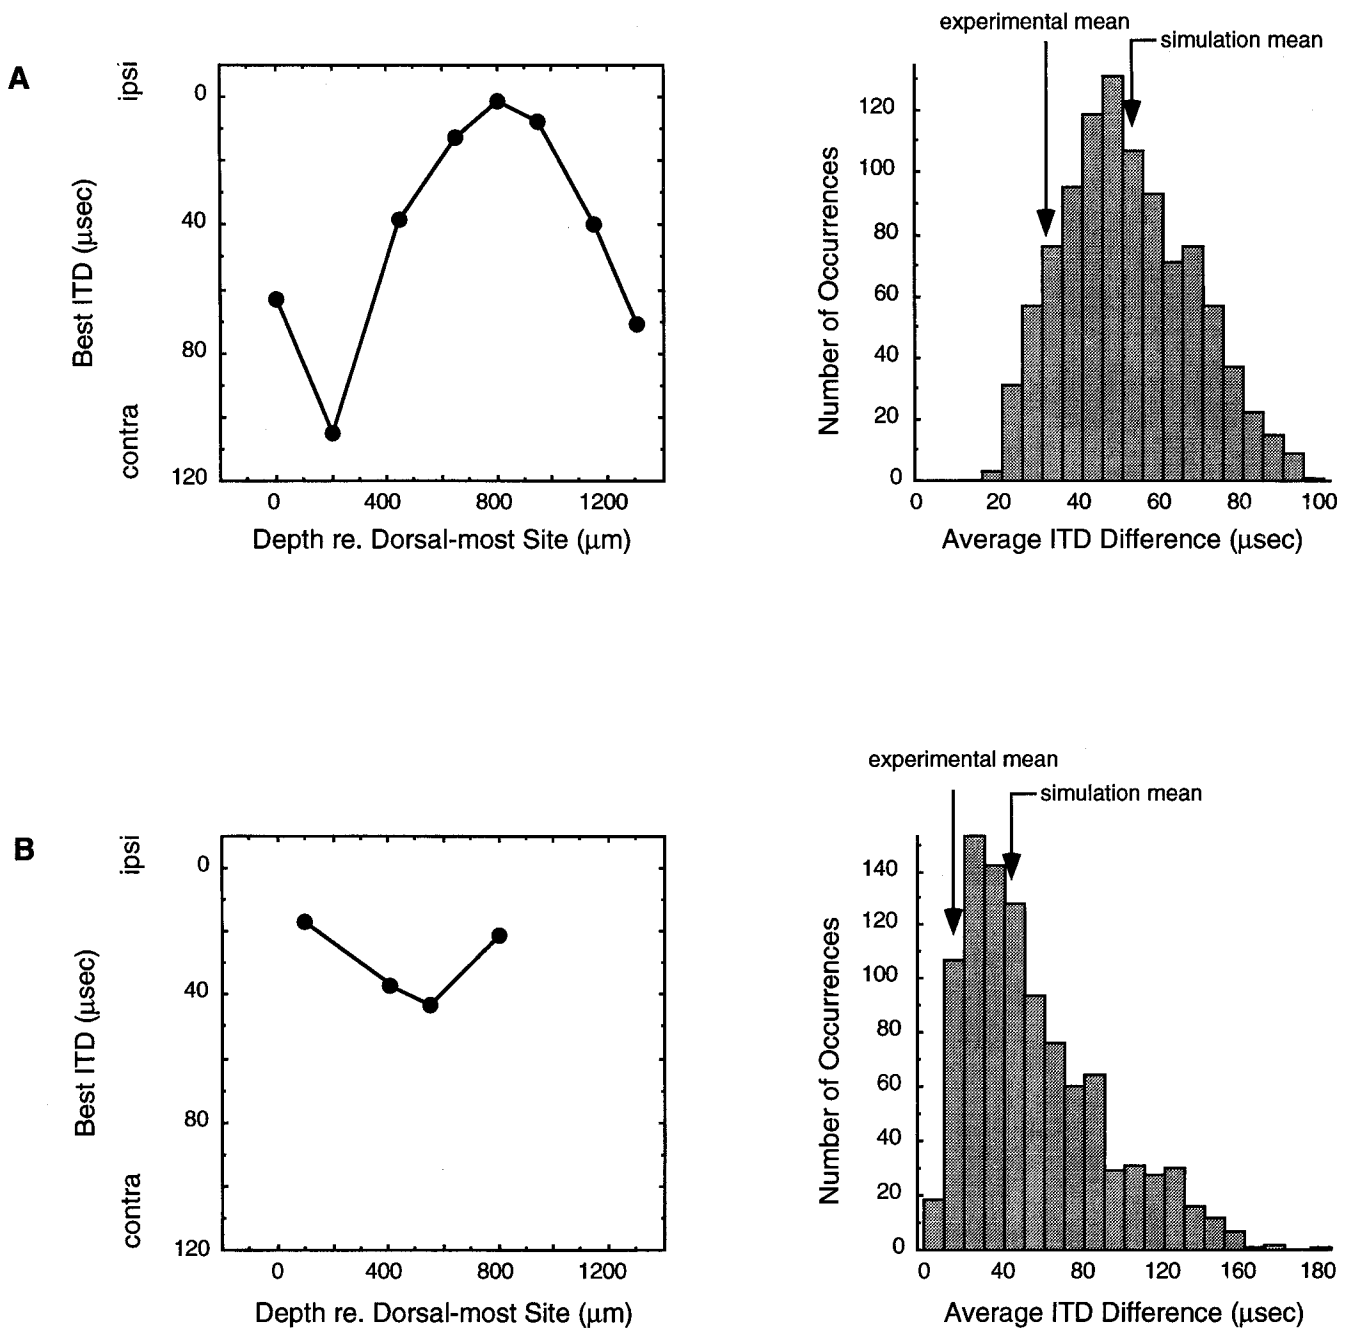 A
ipsi
contra
Best ITD (μsec)
0
40
80
120
0
400
800
1200
Depth re. Dorsal-most Site (μm)
experimental mean
simulation mean
Number of Occurrences
120
100
80
60
40
20
0
0
20
40
60
80
100
Average ITD Difference (μsec)
B
ipsi
contra
Best ITD (μsec)
0
40
80
120
0
400
800
1200
Depth re. Dorsal-most Site (μm)
experimental mean
simulation mean
Number of Occurrences
140
120
100
80
60
40
20
0
0
40
80
120
160
180
Average ITD Difference (μsec)